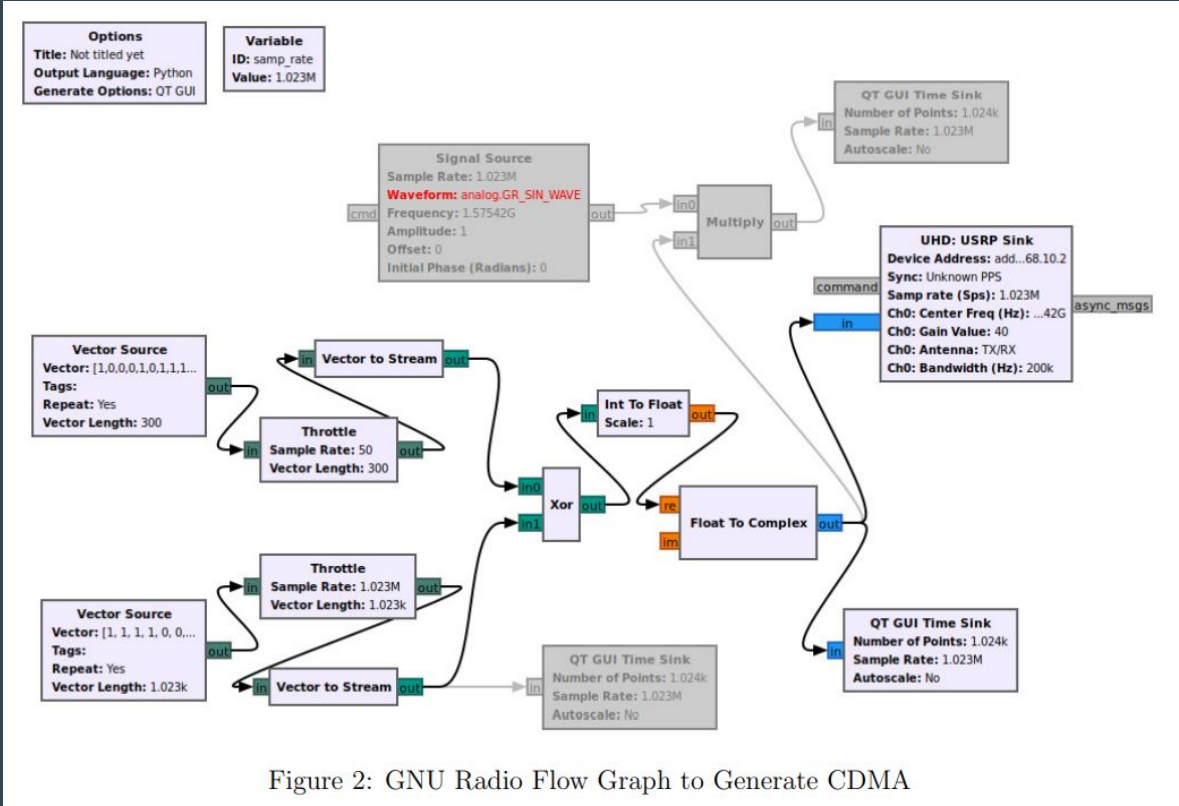 Options
Title: Not titled yet
Output Language: Python
Generate Options: QT GUI
Variable
ID: samp_rate
Value: 1.023M
QT GUI Time Sink
Number of Points: 1.024k
Sample Rate: 1.023M
Autoscale: No
in
Signal Source
Sample Rate: 1.023M
Waveform: analog.GR_SIN_WAVE
Frequency: 1.57542G
Amplitude: 1
Offset: 0
Initial Phase (Radians): 0
cmd
out
in0
in1
Multiply
out
UHD: USRP Sink
Device Address: add...68.10.2
Sync: Unknown PPS
Samp rate (Sps): 1.023M
Ch0: Center Freq (Hz): ...42G
Ch0: Gain Value: 40
Ch0: Antenna: TX/RX
Ch0: Bandwidth (Hz): 200k
command
in
async_msgs
Vector Source
Vector: [1,0,0,0,1,0,1,1,1...
Tags:
Repeat: Yes
Vector Length: 300
out
in
Vector to Stream
out
Throttle
Sample Rate: 50
Vector Length: 300
in
out
Int To Float
Scale: 1
in
out
in0
in1
Xor
out
re
im
Float To Complex
out
Throttle
Sample Rate: 1.023M
Vector Length: 1.023k
in
out
Vector Source
Vector: [1, 1, 1, 1, 0, 0,...
Tags:
Repeat: Yes
Vector Length: 1.023k
out
in
Vector to Stream
out
QT GUI Time Sink
Number of Points: 1.024k
Sample Rate: 1.023M
Autoscale: No
in
QT GUI Time Sink
Number of Points: 1.024k
Sample Rate: 1.023M
Autoscale: No
in
Figure 2: GNU Radio Flow Graph to Generate CDMA